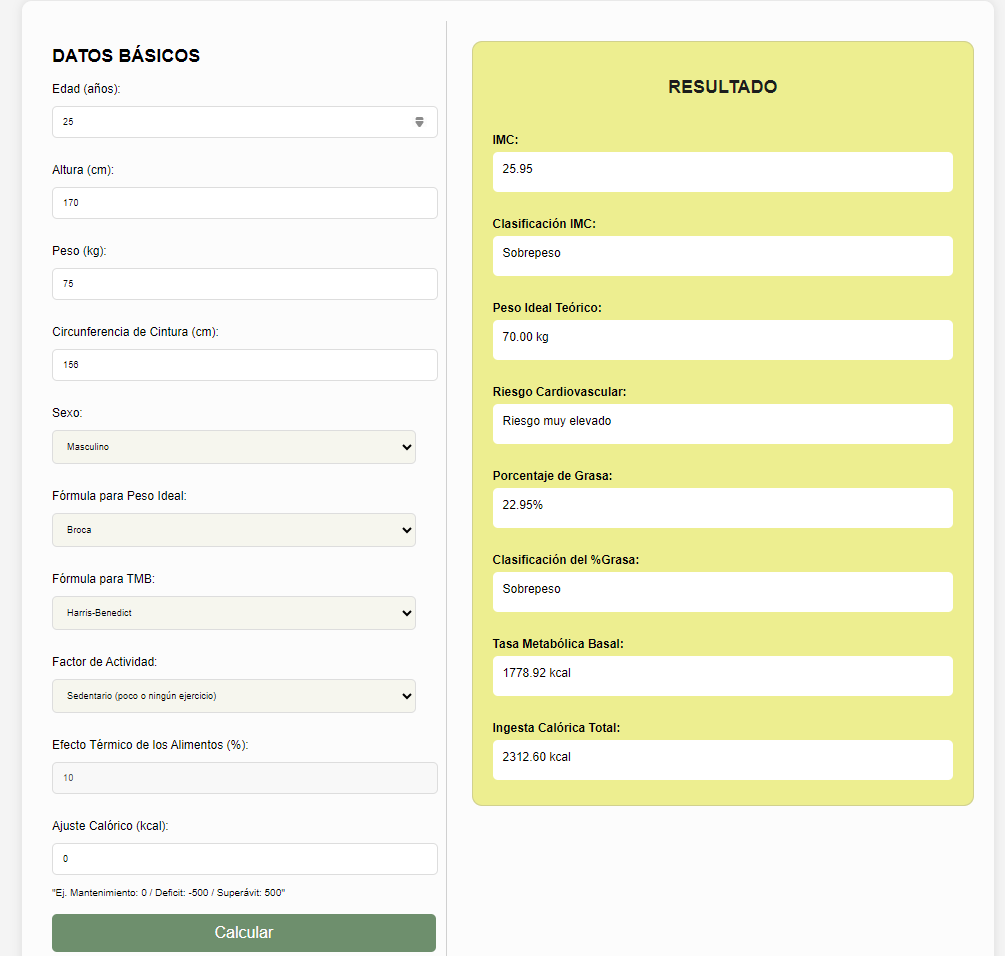 DATOS BÁSICOS
Edad (años):
25
Altura (cm):
170
Peso (kg):
75
Circunferencia de Cintura (cm):
156
Sexo:
Masculino
Fórmula para Peso Ideal:
Broca
Fórmula para TMB:
Harris-Benedict
Factor de Actividad:
Sedentario (poco o ningún ejercicio)
Efecto Térmico de los Alimentos (%):
10
Ajuste Calórico (kcal):
0
"Ej. Mantenimiento: 0 / Deficit: -500 / Superávit: 500"
Calcular
RESULTADO
IMC:
25.95
Clasificación IMC:
Sobrepeso
Peso Ideal Teórico:
70.00 kg
Riesgo Cardiovascular:
Riesgo muy elevado
Porcentaje de Grasa:
22.95%
Clasificación del %Grasa:
Sobrepeso
Tasa Metabólica Basal:
1778.92 kcal
Ingesta Calórica Total:
2312.60 kcal